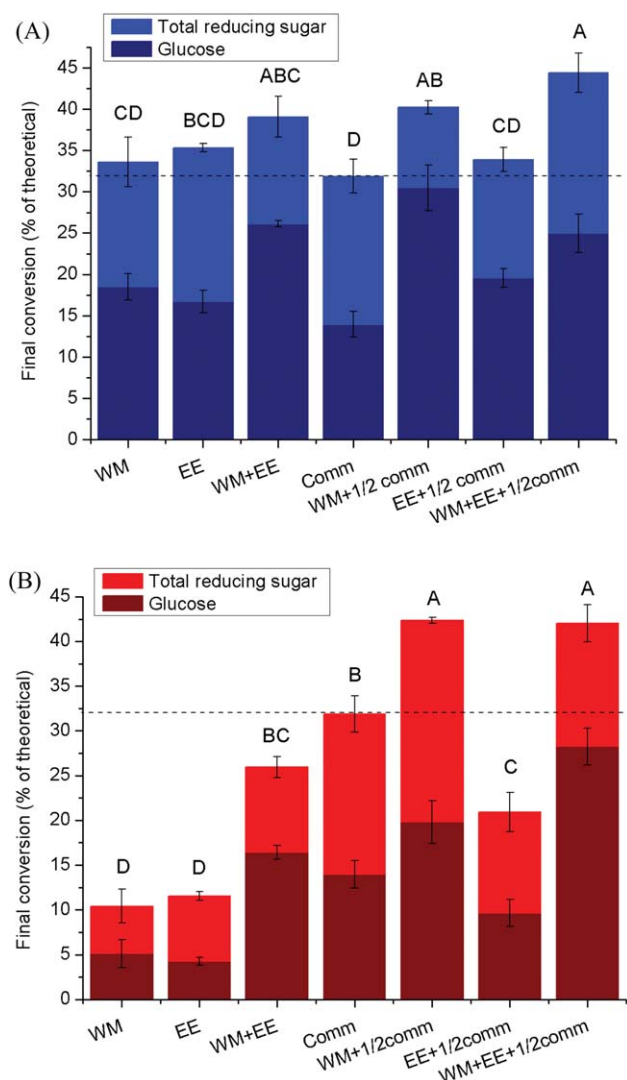 (A)
Total reducing sugar
Glucose
Final conversion (% of theoretical)
45
40
35
30
25
20
15
10
5
0
CD
BCD
ABC
D
AB
CD
A
WM
EE
WM+EE
Comm
WM+1/2 comm
EE+1/2 comm
WM+EE+1/2comm
(B)
Total reducing sugar
Glucose
Final conversion (% of theoretical)
45
40
35
30
25
20
15
10
5
0
D
D
BC
B
A
C
A
WM
EE
WM+EE
Comm
WM+1/2comm
EE+1/2comm
WM+EE+1/2comm